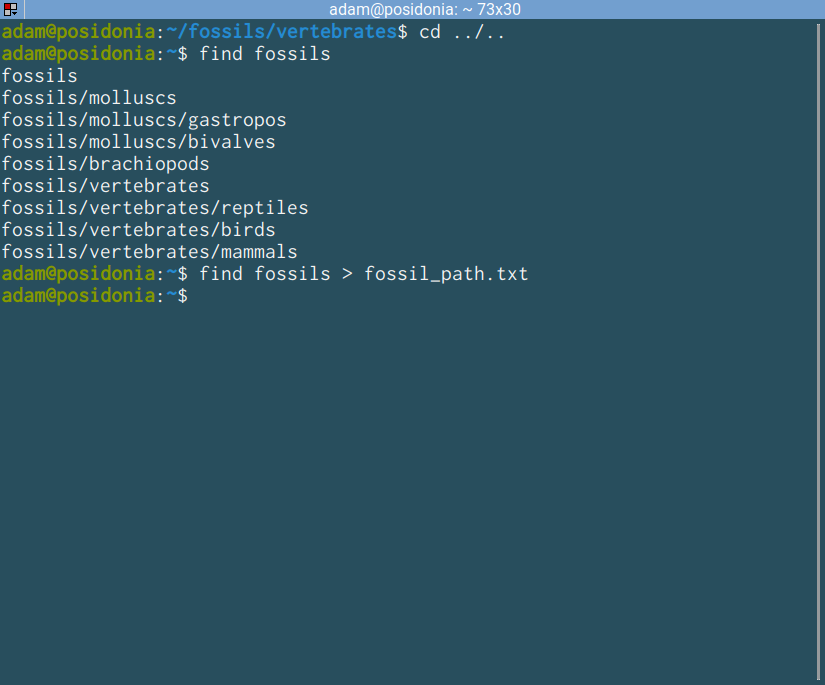 adam@posidonia: ~ 73x30
adam@posidonia:~/fossils/vertebrates$ cd ../..
adam@posidonia:~$ find fossils
fossils
fossils/molluscs
fossils/molluscs/gastropos
fossils/molluscs/bivalves
fossils/brachiopods
fossils/vertebrates
fossils/vertebrates/reptiles
fossils/vertebrates/birds
fossils/vertebrates/mammals
adam@posidonia:~$ find fossils > fossil_path.txt
adam@posidonia:~$